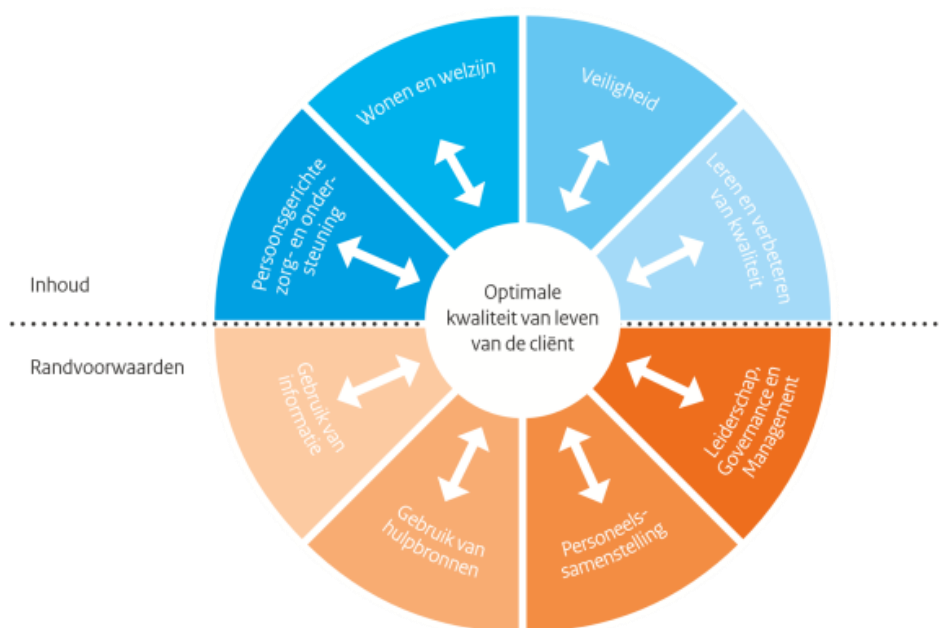 Wonen en welzijn
Veiligheid
Persoonsgerichte
zorg- en onder-
steuning
Leren en verbeteren
van kwaliteit
Inhoud
Optimale
kwaliteit van leven
van de cliënt
Randvoorwaarden
Gebruik van
informatie
Leiderschap,
Governance en
Management
Gebruik van
hulpbronnen
Personeels-
samenstelling